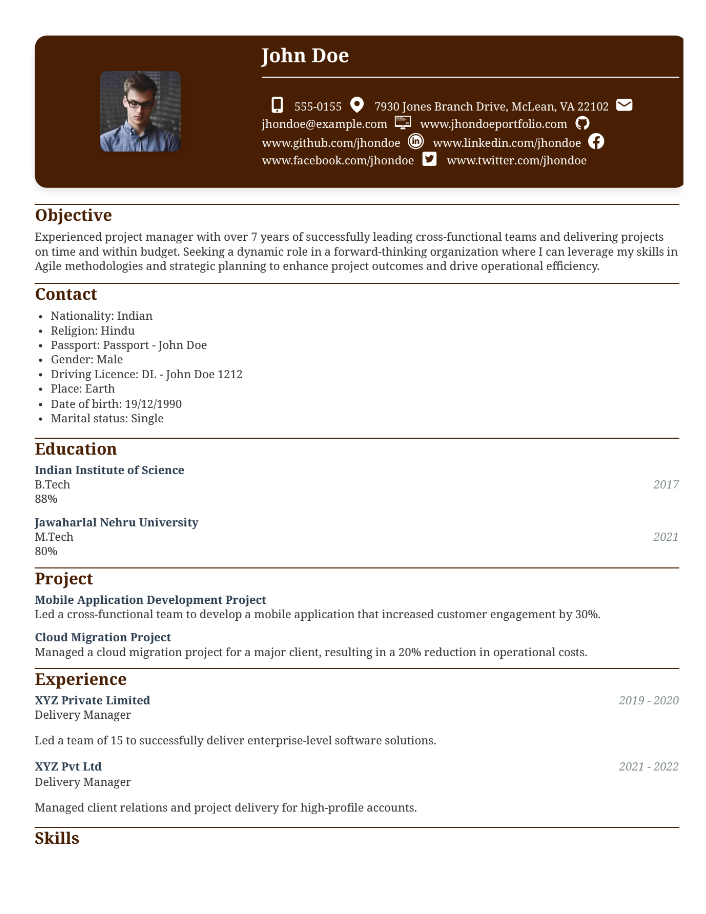 John Doe
555-0155 7930 Jones Branch Drive, McLean, VA 22102
jhondoe@example.com www.jhondoeportfolio.com
www.github.com/jhondoe www.linkedin.com/jhondoe
www.facebook.com/jhondoe www.twitter.com/jhondoe
Objective
Experienced project manager with over 7 years of successfully leading cross-functional teams and delivering projects
on time and within budget. Seeking a dynamic role in a forward-thinking organization where I can leverage my skills in
Agile methodologies and strategic planning to enhance project outcomes and drive operational efficiency.
Contact
• Nationality: Indian
• Religion: Hindu
• Passport: Passport - John Doe
• Gender: Male
• Driving Licence: DL - John Doe 1212
• Place: Earth
• Date of birth: 19/12/1990
• Marital status: Single
Education
Indian Institute of Science
B.Tech 2017
88%
Jawaharlal Nehru University
M.Tech 2021
80%
Project
Mobile Application Development Project
Led a cross-functional team to develop a mobile application that increased customer engagement by 30%.
Cloud Migration Project
Managed a cloud migration project for a major client, resulting in a 20% reduction in operational costs.
Experience
XYZ Private Limited 2019 - 2020
Delivery Manager
Led a team of 15 to successfully deliver enterprise-level software solutions.
XYZ Pvt Ltd 2021 - 2022
Delivery Manager
Managed client relations and project delivery for high-profile accounts.
Skills